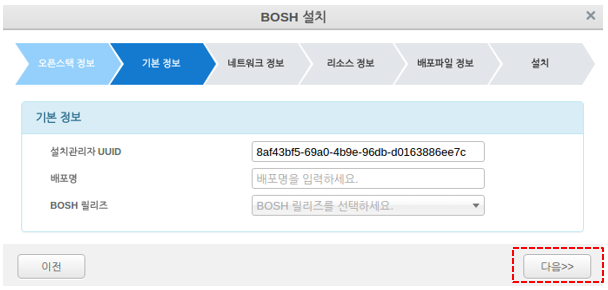 BOSH 설치
오픈스택 정보 기본 정보 네트워크 정보 리소스 정보 배포파일 정보 설치
기본 정보
설치관리자 UUID 8af43bf5-69a0-4b9e-96db-d0163886ee7c
배포명 배포명을 입력하세요.
BOSH 릴리즈 BOSH 릴리즈를 선택하세요.
이전 다음>>